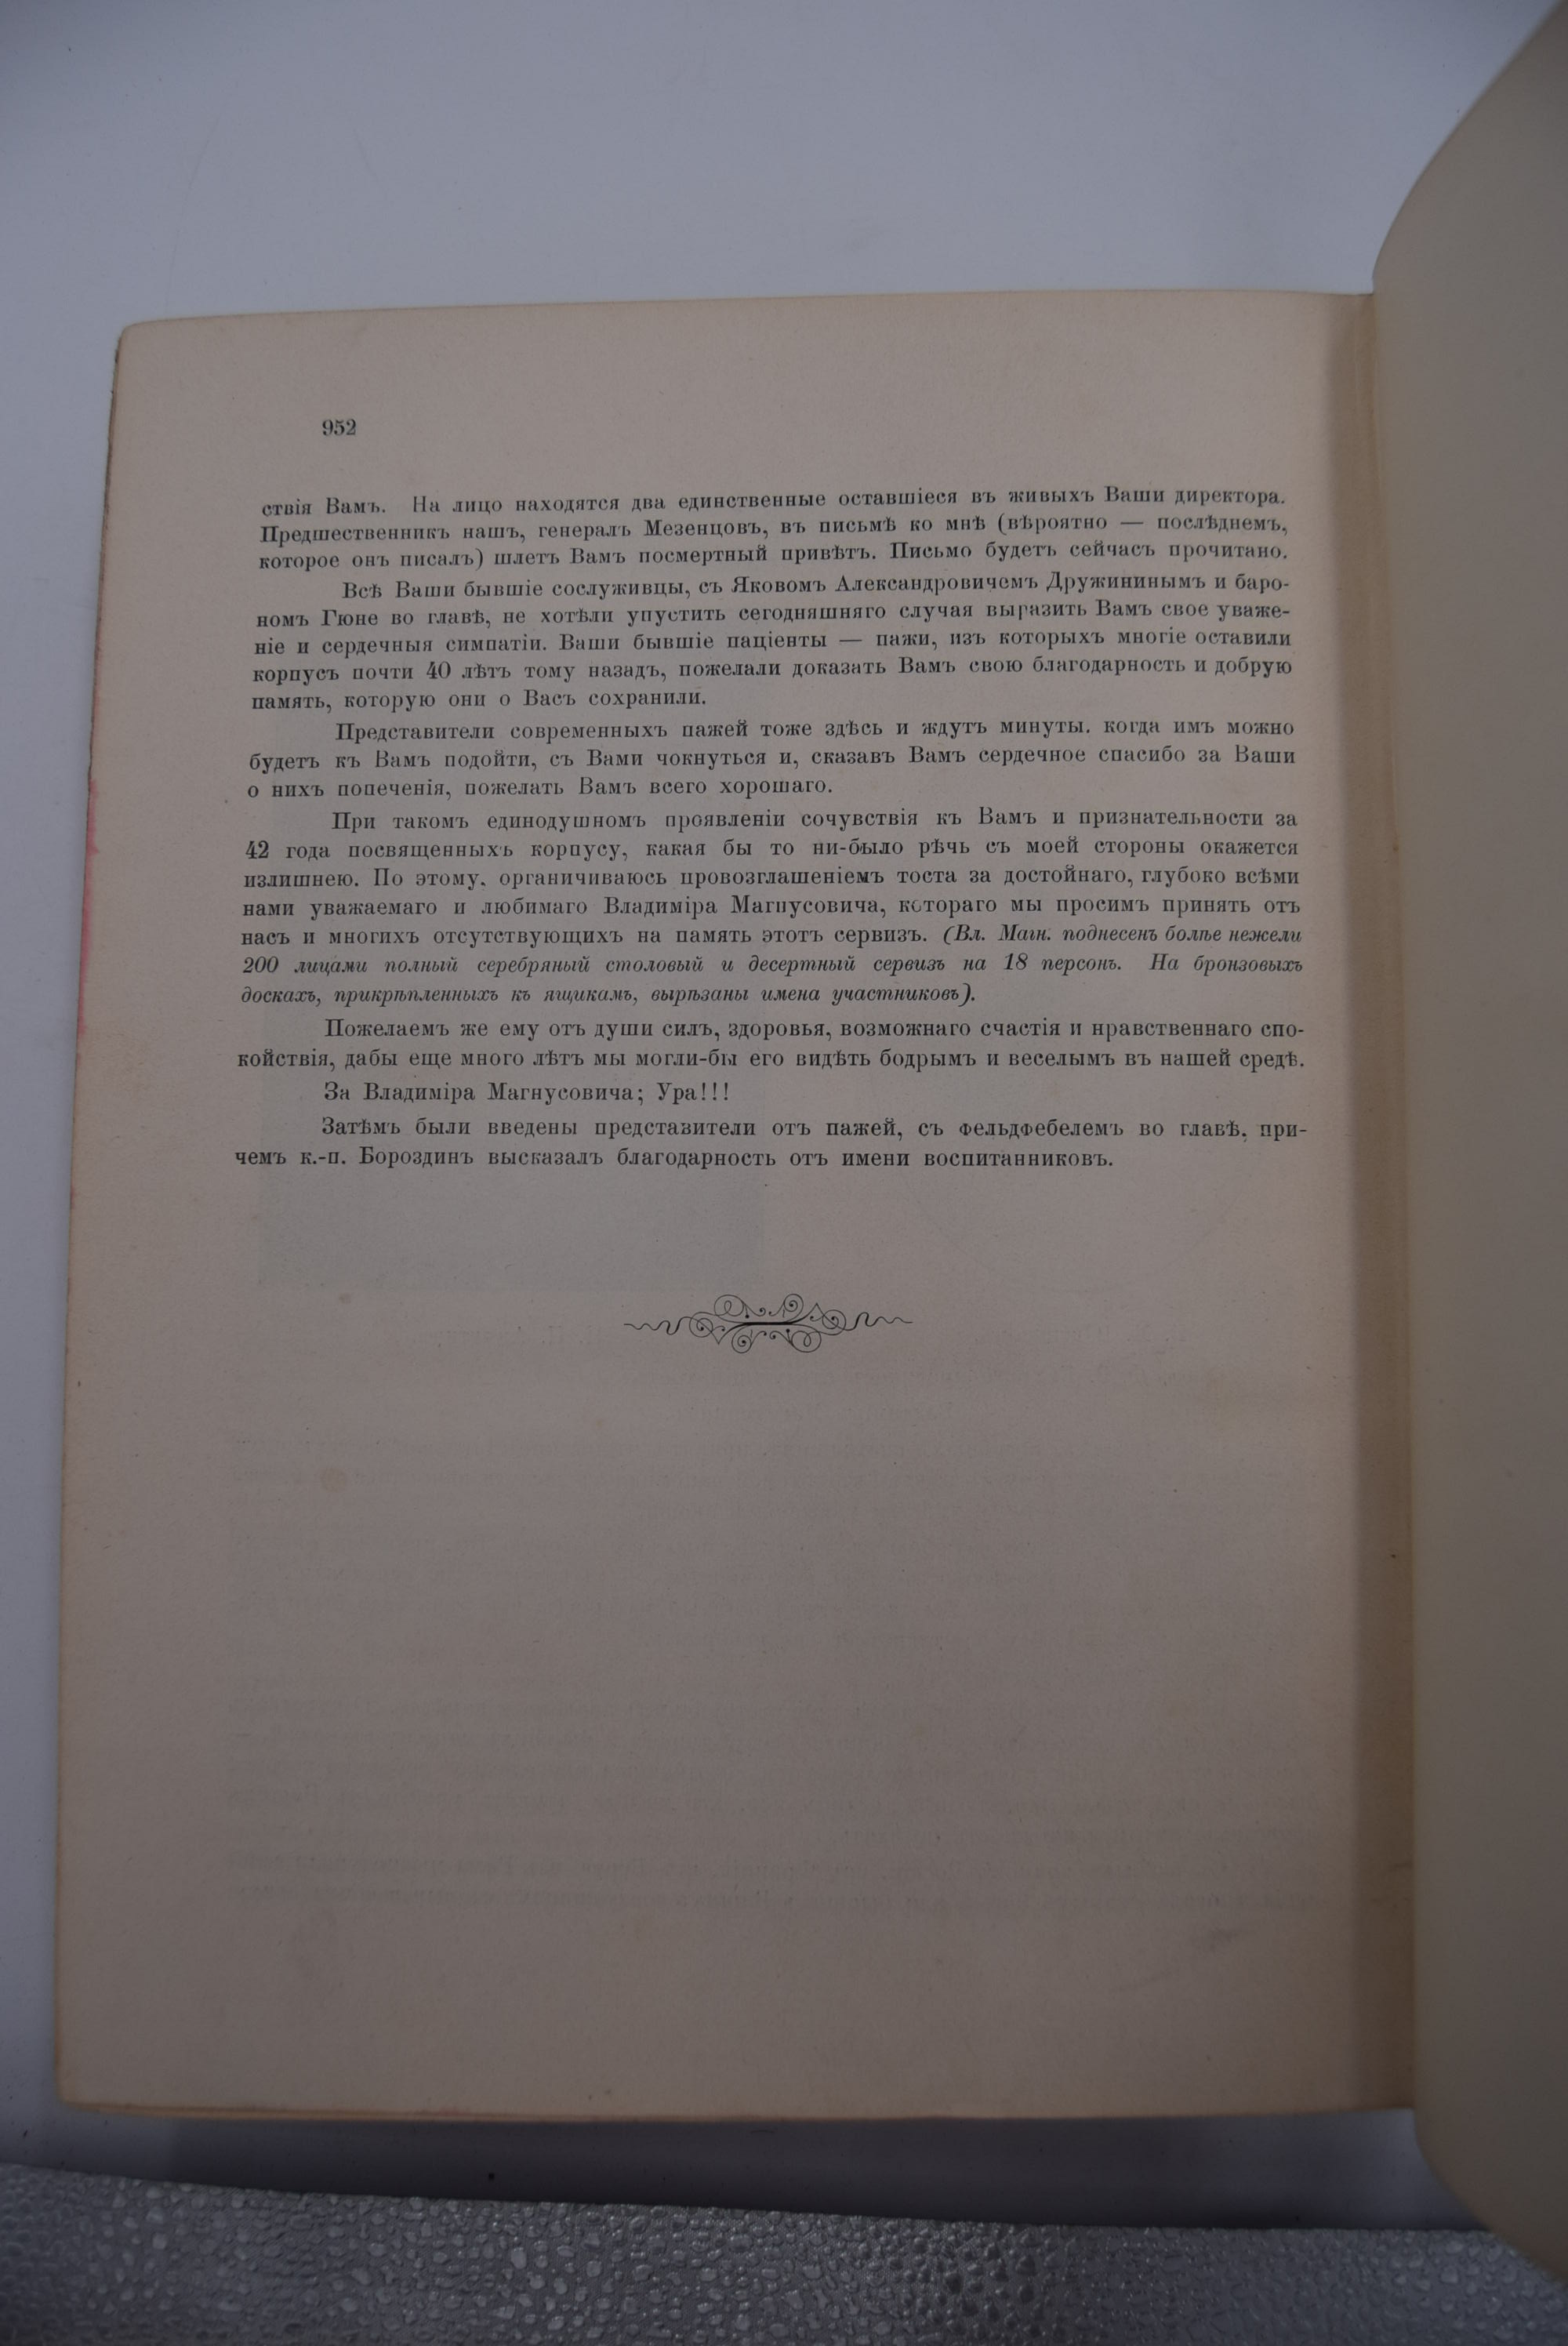 952
ствія Вамъ. На лицо находятся два единственные оставшіеся въ живыхъ Ваши директора.
Предшественникъ нашъ, генералъ Мезенцовъ, въ письмѣ ко мнѣ (вѣроятно — послѣднемъ,
которое онъ писалъ) шлетъ Вамъ посмертный привѣтъ. Письмо будетъ сейчасъ прочитано.
Всѣ Ваши бывшіе сослуживцы, съ Яковомъ Александровичемъ Дружининымъ и баро-
номъ Гюне во главѣ, не хотѣли упустить сегодняшняго случая выразить Вамъ свое уваже-
ніе и сердечныя симпатіи. Ваши бывшіе паціенты — пажи, изъ которыхъ многіе оставили
корпусъ почти 40 лѣтъ тому назадъ, пожелали доказать Вамъ свою благодарность и добрую
память, которую они о Васъ сохранили.
Представители современныхъ пажей тоже здѣсь и ждутъ минуты, когда имъ можно
будетъ къ Вамъ подойти, съ Вами чокнуться и, сказавъ Вамъ сердечное спасибо за Ваши
о нихъ попеченія, пожелать Вамъ всего хорошаго.
При такомъ единодушномъ проявленіи сочувствія къ Вамъ и признательности за
42 года посвященныхъ корпусу, какая бы то ни-было рѣчь съ моей стороны окажется
излишнею. По этому, органичиваюсь провозглашеніемъ тоста за достойнаго, глубоко всѣми
нами уважаемаго и любимаго Владиміра Магнусовича, котораго мы просимъ принять отъ
насъ и многихъ отсутствующихъ на память этотъ сервизъ. (Вл. Магн. поднесенъ болѣе нежели
200 лицами полный серебряный столовый и десертный сервизъ на 18 персонъ. На бронзовыхъ
доскахъ, прикрѣпленныхъ къ ящикамъ, вырѣзаны имена участниковъ).
Пожелаемъ же ему отъ души силъ, здоровья, возможнаго счастія и нравственнаго спо-
койствія, дабы еще много лѣтъ мы могли-бы его видѣть бодрымъ и веселымъ въ нашей средѣ.
За Владиміра Магнусовича; Ура!!!
Затѣмъ были введены представители отъ пажей, съ фельдфебелемъ во главѣ, при-
чемъ к.-п. Бороздинъ высказалъ благодарность отъ имени воспитанниковъ.